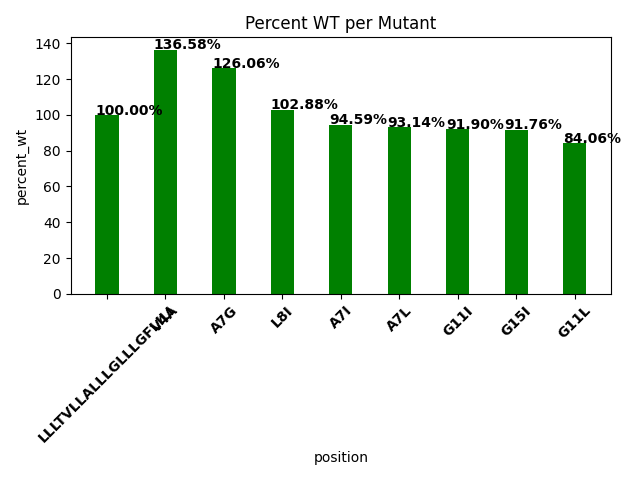 Percent WT per Mutant
percent_wt
140
120
100
80
60
40
20
0
100.00%
136.58%
126.06%
102.88%
94.59%
93.14%
91.90%
91.76%
84.06%
V4A
A7G
L8I
A7I
A7L
G11I
G15I
G11L
position